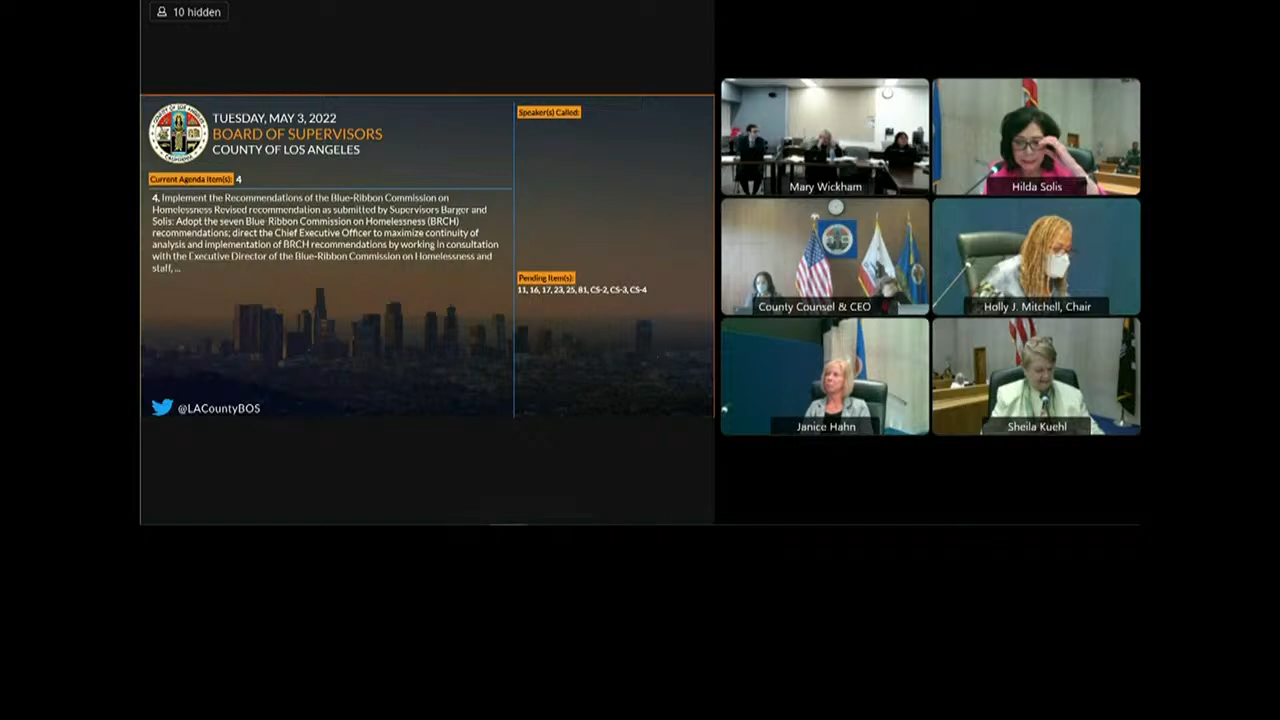 10 hidden
TUESDAY, MAY 3, 2022
BOARD OF SUPERVISORS
COUNTY OF LOS ANGELES
Current Agenda Item(s): 4
4. Implement the Recommendations of the Blue-Ribbon Commission on
Homelessness Revised recommendation as submitted by Supervisors Barger and
Solis: Adopt the seven Blue-Ribbon Commission on Homelessness (BRCH)
recommendations; direct the Chief Executive Officer to maximize continuity of
analysis and implementation of BRCH recommendations by working in consultation
with the Executive Director of the Blue-Ribbon Commission on Homelessness and
staff, ...
@LACountyBOS
Speaker(s) Called:
Pending Item(s):
11, 16, 17, 23, 25, 81, CS-2, CS-3, CS-4
Mary Wickham
Hilda Solis
County Counsel & CEO
Holly J. Mitchell, Chair
Janice Hahn
Sheila Kuehl